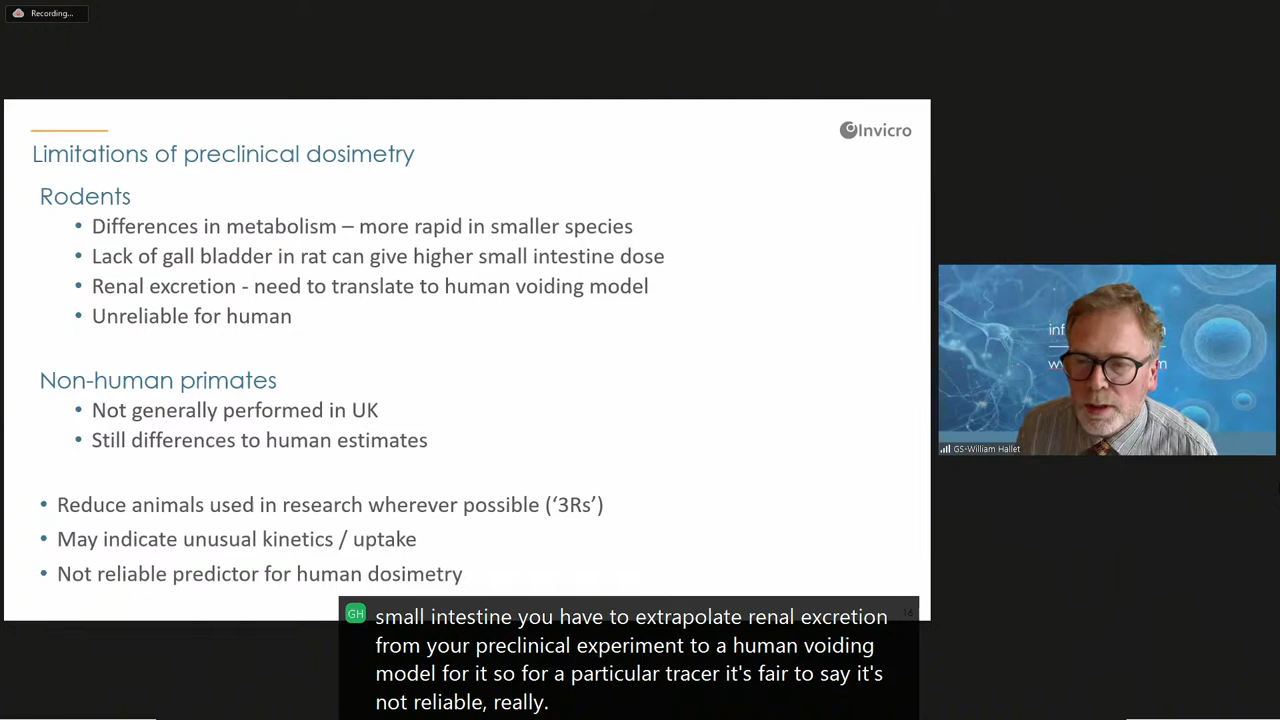 Recording...
Invicro
Limitations of preclinical dosimetry
Rodents
• Differences in metabolism – more rapid in smaller species
• Lack of gall bladder in rat can give higher small intestine dose
• Renal excretion - need to translate to human voiding model
• Unreliable for human
Non-human primates
• Not generally performed in UK
• Still differences to human estimates
• Reduce animals used in research wherever possible (‘3Rs’)
• May indicate unusual kinetics / uptake
• Not reliable predictor for human dosimetry
GH
small intestine you have to extrapolate renal excretion
from your preclinical experiment to a human voiding
model for it so for a particular tracer it's fair to say it's
not reliable, really.
GS-William Hallet